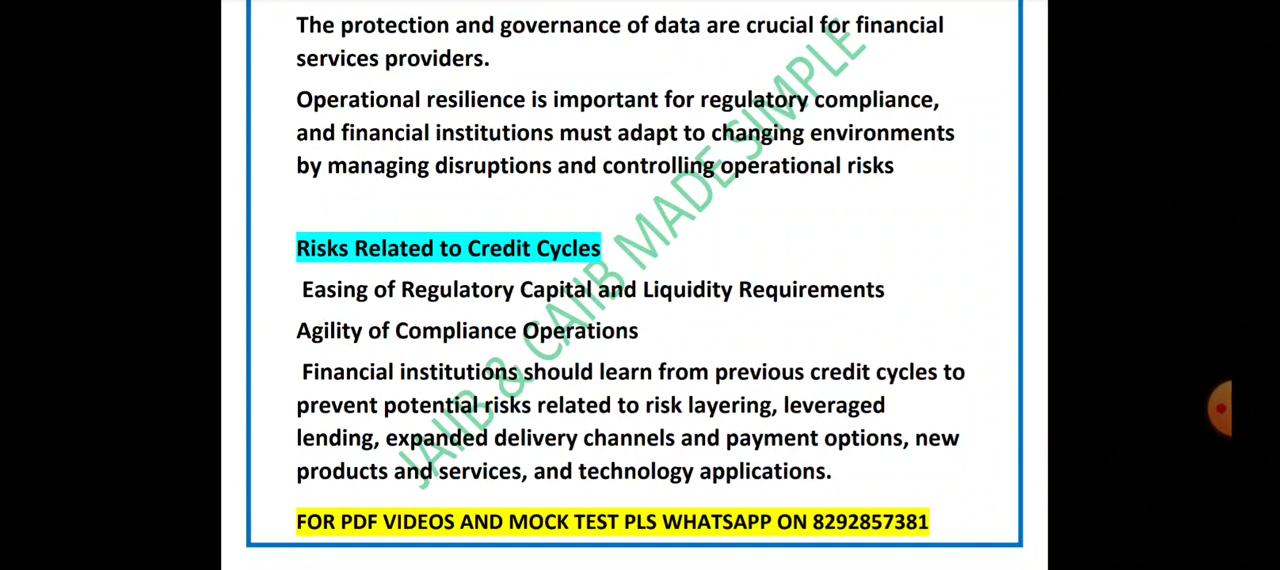 The protection and governance of data are crucial for financial
services providers.
Operational resilience is important for regulatory compliance,
and financial institutions must adapt to changing environments
by managing disruptions and controlling operational risks
Risks Related to Credit Cycles
Easing of Regulatory Capital and Liquidity Requirements
Agility of Compliance Operations
Financial institutions should learn from previous credit cycles to
prevent potential risks related to risk layering, leveraged
lending, expanded delivery channels and payment options, new
products and services, and technology applications.
FOR PDF VIDEOS AND MOCK TEST PLS WHATSAPP ON 8292857381
JAIIB & CAIIB MADE SIMPLE